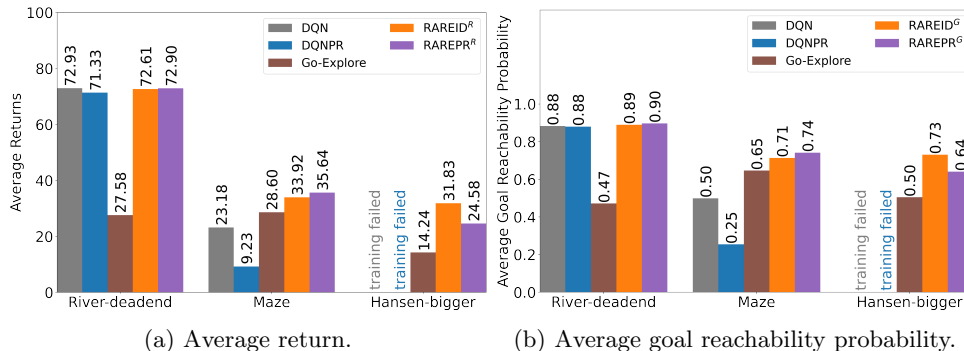 Average Returns
100
80
60
40
20
0
DQN
DQNPR
Go-Explore
RAREID^R
RAREPR^R
72.93
71.33
27.58
72.61
72.90
23.18
9.23
28.60
33.92
35.64
training failed
training failed
14.24
31.83
24.58
River-deadend
Maze
Hansen-bigger
(a) Average return.
Average Goal Reachability Probability
1.0
0.8
0.6
0.4
0.2
0.0
DQN
DQNPR
Go-Explore
RAREID^G
RAREPR^G
0.88
0.88
0.47
0.89
0.90
0.50
0.25
0.65
0.71
0.74
training failed
training failed
0.50
0.73
0.64
River-deadend
Maze
Hansen-bigger
(b) Average goal reachability probability.